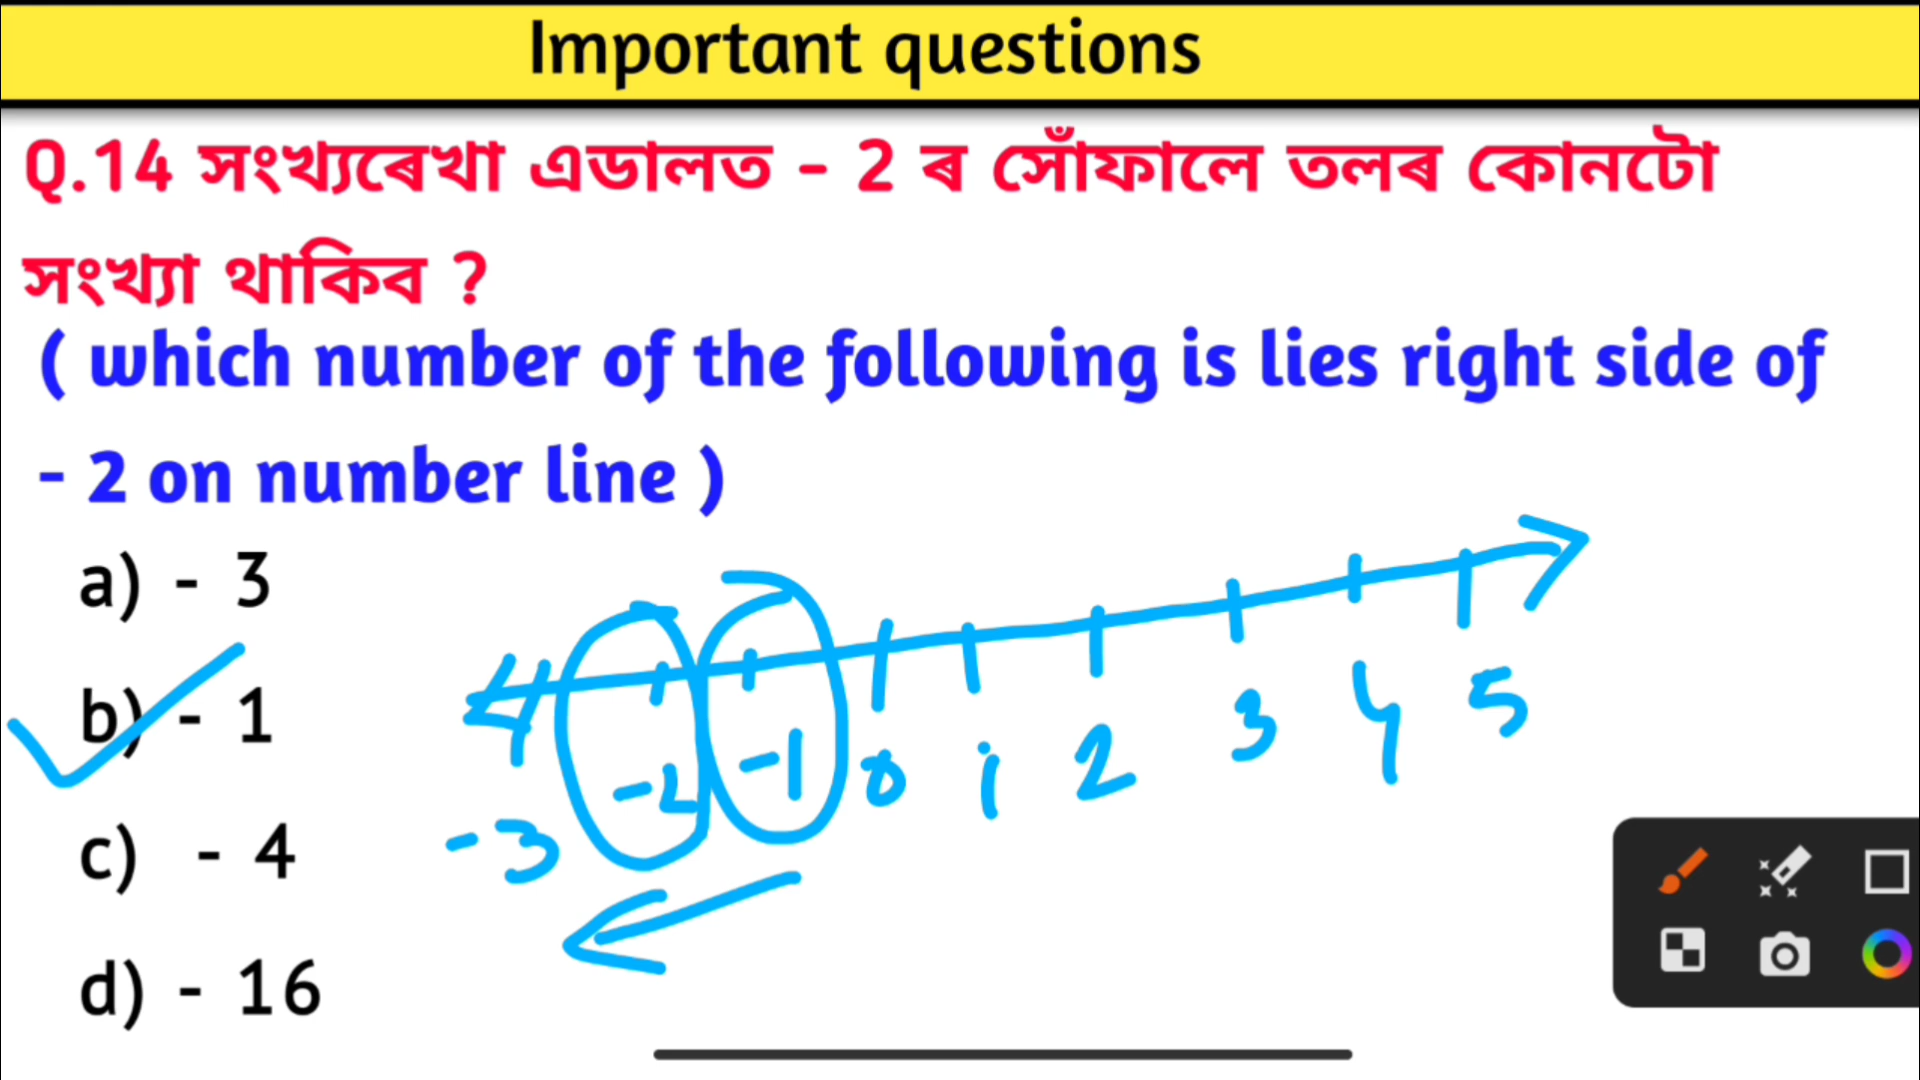 Important questions
Q.14 সংখ্যৰেখা এডালত - 2 ৰ সোঁফালে তলৰ কোনটো
সংখ্যা থাকিব ?
( which number of the following is lies right side of
- 2 on number line )
a) - 3
b) - 1
c) - 4
d) - 16
-3 -2 -1 0 1 2 3 4 5